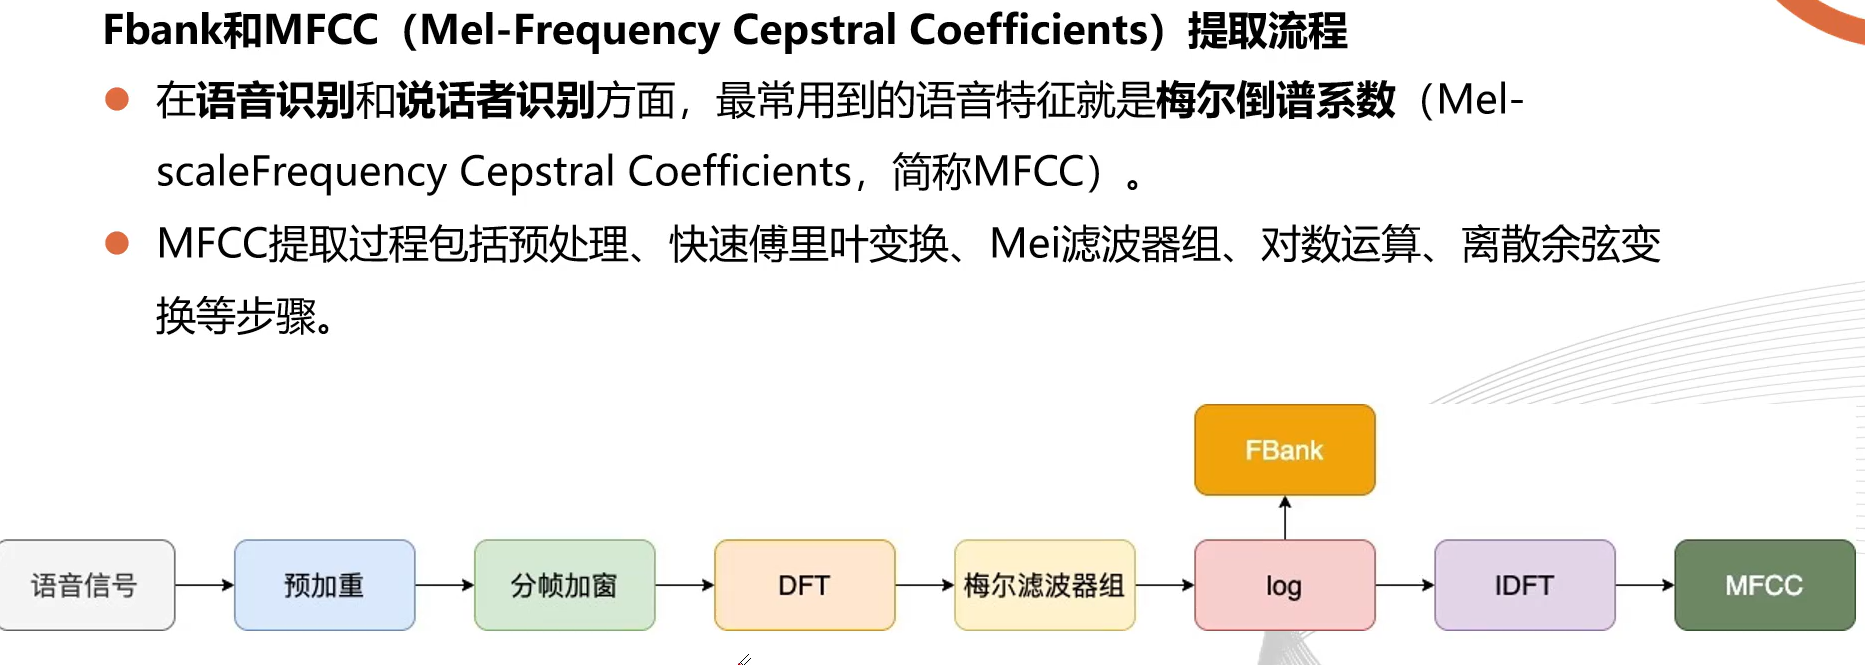 Fbank和MFCC（Mel-Frequency Cepstral Coefficients）提取流程
在语音识别和说话者识别方面，最常用到的语音特征就是梅尔倒谱系数（Mel-
scaleFrequency Cepstral Coefficients，简称MFCC）。
MFCC提取过程包括预处理、快速傅里叶变换、Mei滤波器组、对数运算、离散余弦变
换等步骤。
FBank
语音信号
预加重
分帧加窗
DFT
梅尔滤波器组
log
IDFT
MFCC